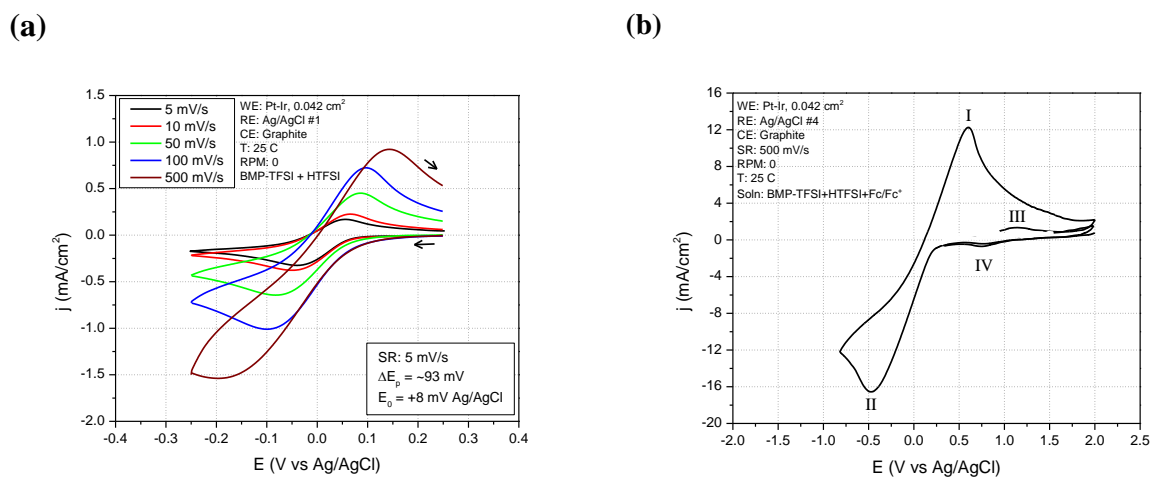 (a)
(b)
5 mV/s
10 mV/s
50 mV/s
100 mV/s
500 mV/s
WE: Pt-Ir, 0.042 cm²
RE: Ag/AgCl #1
CE: Graphite
T: 25 C
RPM: 0
BMP-TFSI + HTFSI
1.5
1.0
0.5
0.0
-0.5
-1.0
-1.5
-2.0
j (mA/cm²)
SR: 5 mV/s
ΔEₚ = ~93 mV
E₀ = +8 mV Ag/AgCl
-0.4
-0.3
-0.2
-0.1
0.0
0.1
0.2
0.3
0.4
E (V vs Ag/AgCl)
WE: Pt-Ir, 0.042 cm²
RE: Ag/AgCl #4
CE: Graphite
SR: 500 mV/s
RPM: 0
T: 25 C
Soln: BMP-TFSI+HTFSI+Fc/Fc⁺
I
II
III
IV
16
12
8
4
0
-4
-8
-12
-16
-20
j (mA/cm²)
-2.0
-1.5
-1.0
-0.5
0.0
0.5
1.0
1.5
2.0
2.5
E (V vs Ag/AgCl)